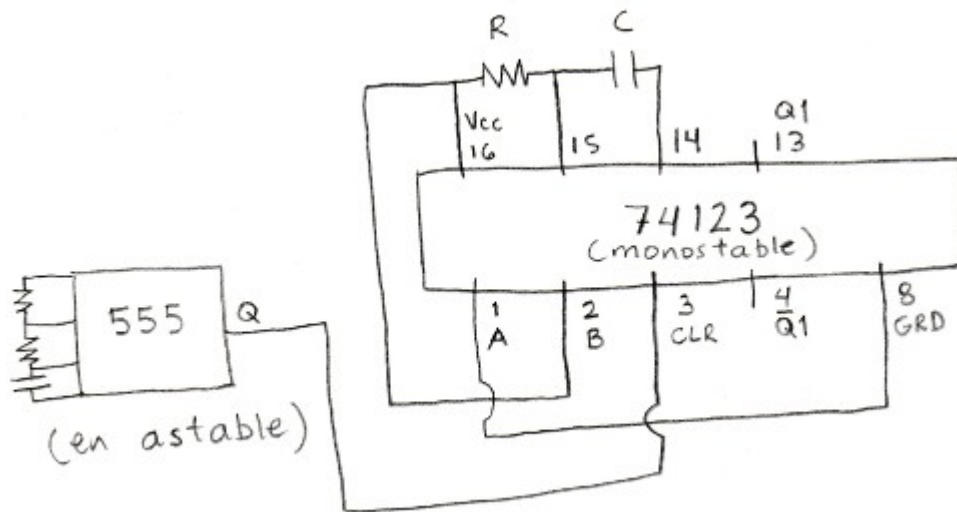 R
C
Vcc
16
15
14
Q1
13
74123
(monostable)
1
A
2
B
3
CLR
4
Q1
8
GRD
555
Q
(en astable)